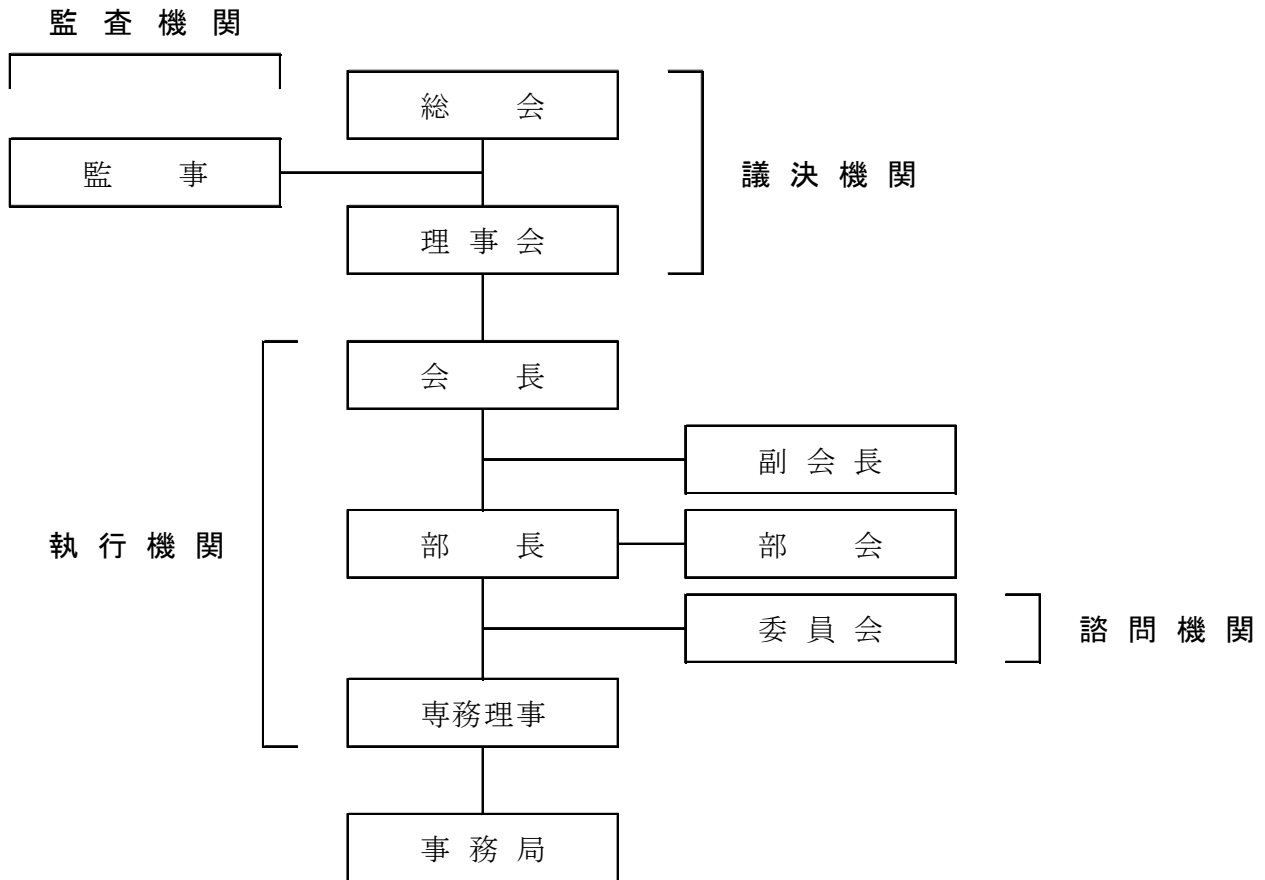 監査機関
総会
監事
議決機関
理事会
会長
副会長
執行機関
部長
部会
委員会
諮問機関
専務理事
事務局